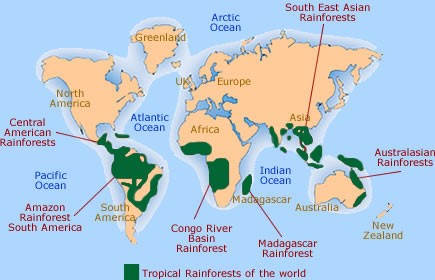 South East Asian
Rainforests
Arctic
Ocean
Greenland
UK
Europe
North
America
Asia
Central
American
Rainforests
Atlantic
Ocean
Africa
Australasian
Rainforests
Pacific
Ocean
Indian
Ocean
Madagascar
Amazon
Rainforest
South America
South
America
Australia
New
Zealand
Congo River
Basin
Rainforest
Madagascar
Rainforest
Tropical Rainforests of the world